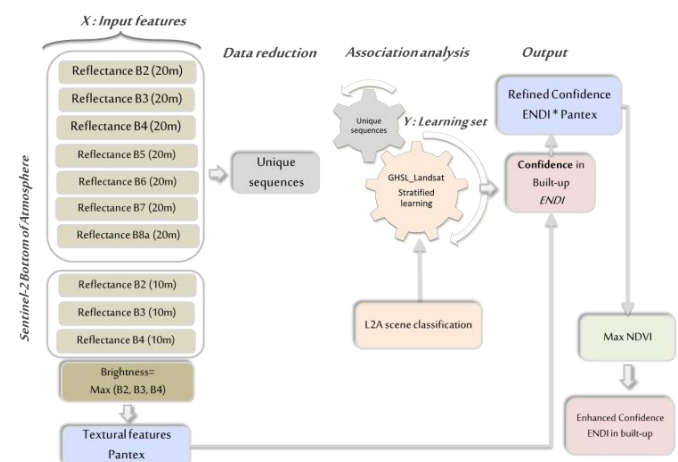 X : Input features
Data reduction
Association analysis
Output
Sentinel-2 Bottom of Atmosphere
Reflectance B2 (20m)
Reflectance B3 (20m)
Reflectance B4 (20m)
Reflectance B5 (20m)
Reflectance B6 (20m)
Reflectance B7 (20m)
Reflectance B8a (20m)
Reflectance B2 (10m)
Reflectance B3 (10m)
Reflectance B4 (10m)
Brightness=
Max (B2, B3, B4)
Textural features
Pantex
Unique
sequences
Unique
sequences
Y : Learning set
GHSL_Landsat
Stratified
learning
L2A scene classification
Refined Confidence
ENDI * Pantex
Confidence in
Built-up
ENDI
Max NDVI
Enhanced Confidence
ENDI in built-up